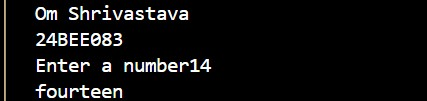 Om Shrivastava
24BEE083
Enter a number14
fourteen